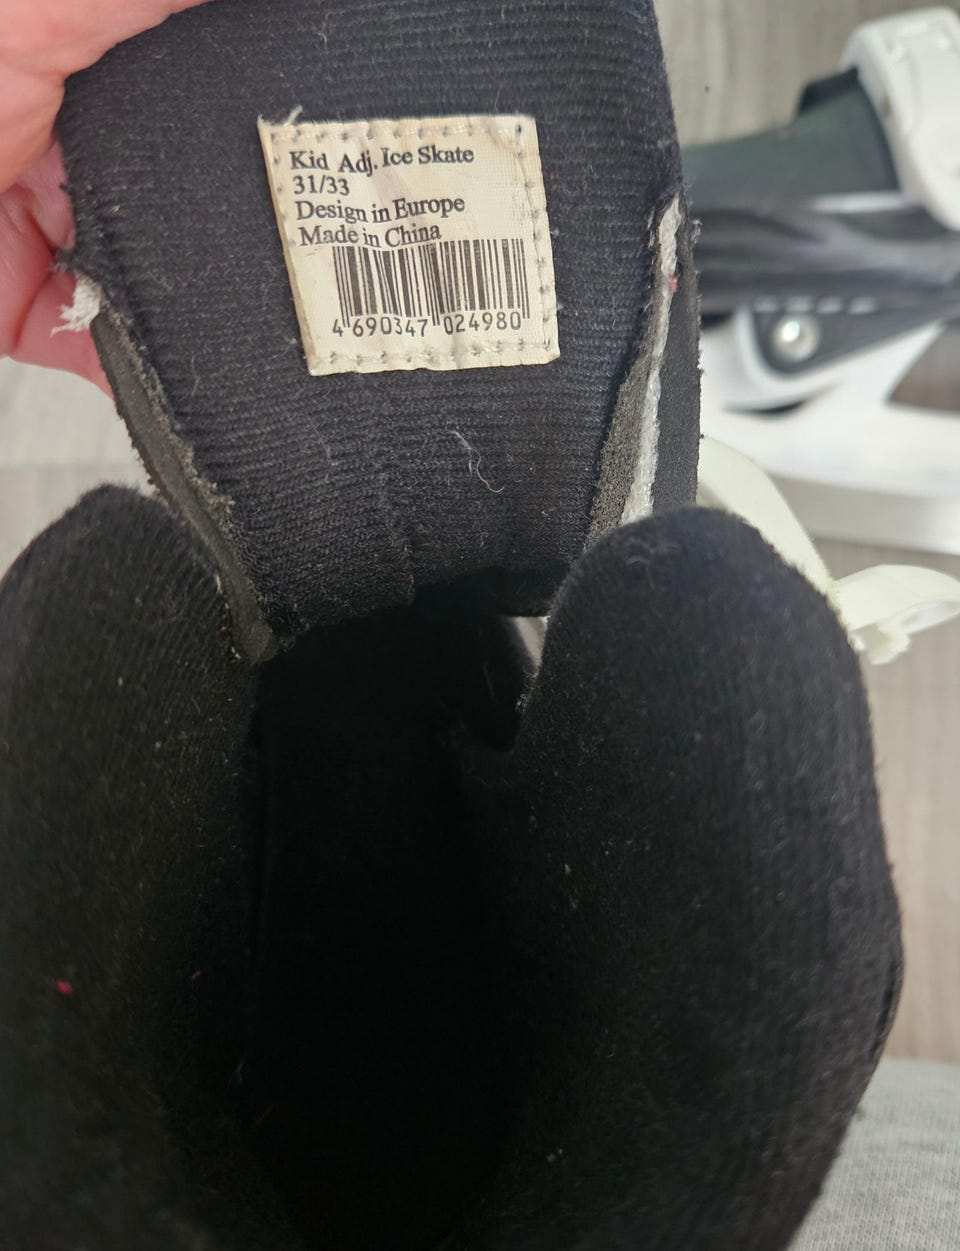 Kid Adj. Ice Skate
31/33
Design in Europe
Made in China
4 690347 024980